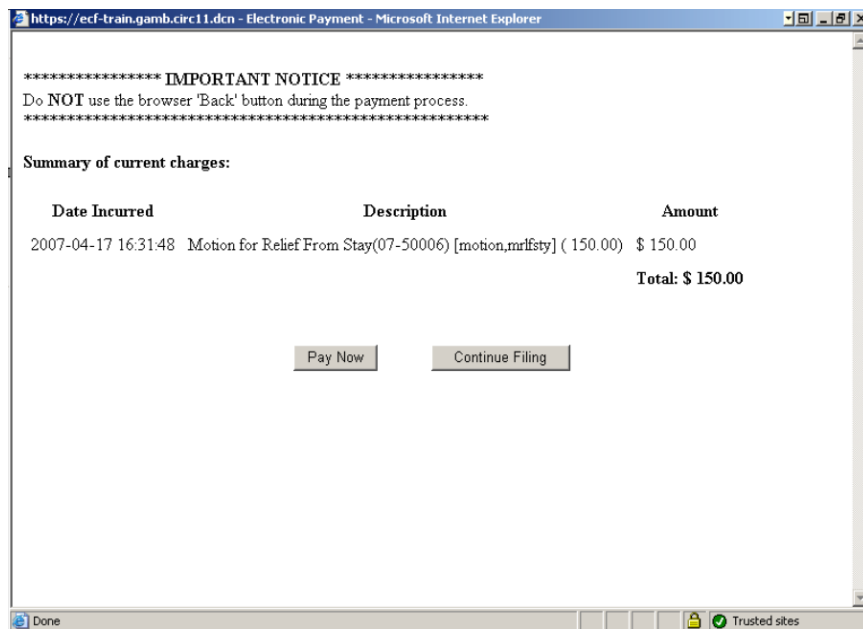 https://ecf-train.gamb.circ11.dcn - Electronic Payment - Microsoft Internet Explorer
**************** IMPORTANT NOTICE ****************
Do NOT use the browser 'Back' button during the payment process.
******************************************************
Summary of current charges:
Date Incurred Description Amount
2007-04-17 16:31:48 Motion for Relief From Stay(07-50006) [motion,mrlfsty] ( 150.00) $ 150.00
Total: $ 150.00
Pay Now Continue Filing
Done Trusted sites